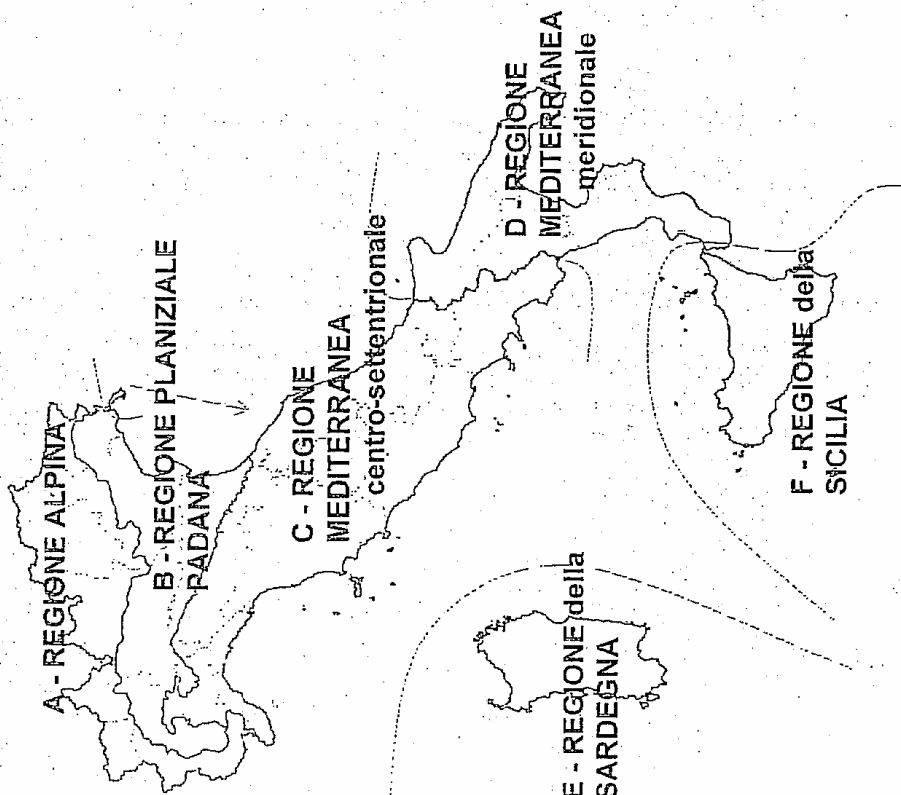 A - REGIONE ALPINA
B - REGIONE PLANIZIALE
PADANA
C - REGIONE
MEDITERRANEA
centro-settentrionale
D - REGIONE
MEDITERRANEA
meridionale
E - REGIONE della
SARDEGNA
F - REGIONE della
SICILIA